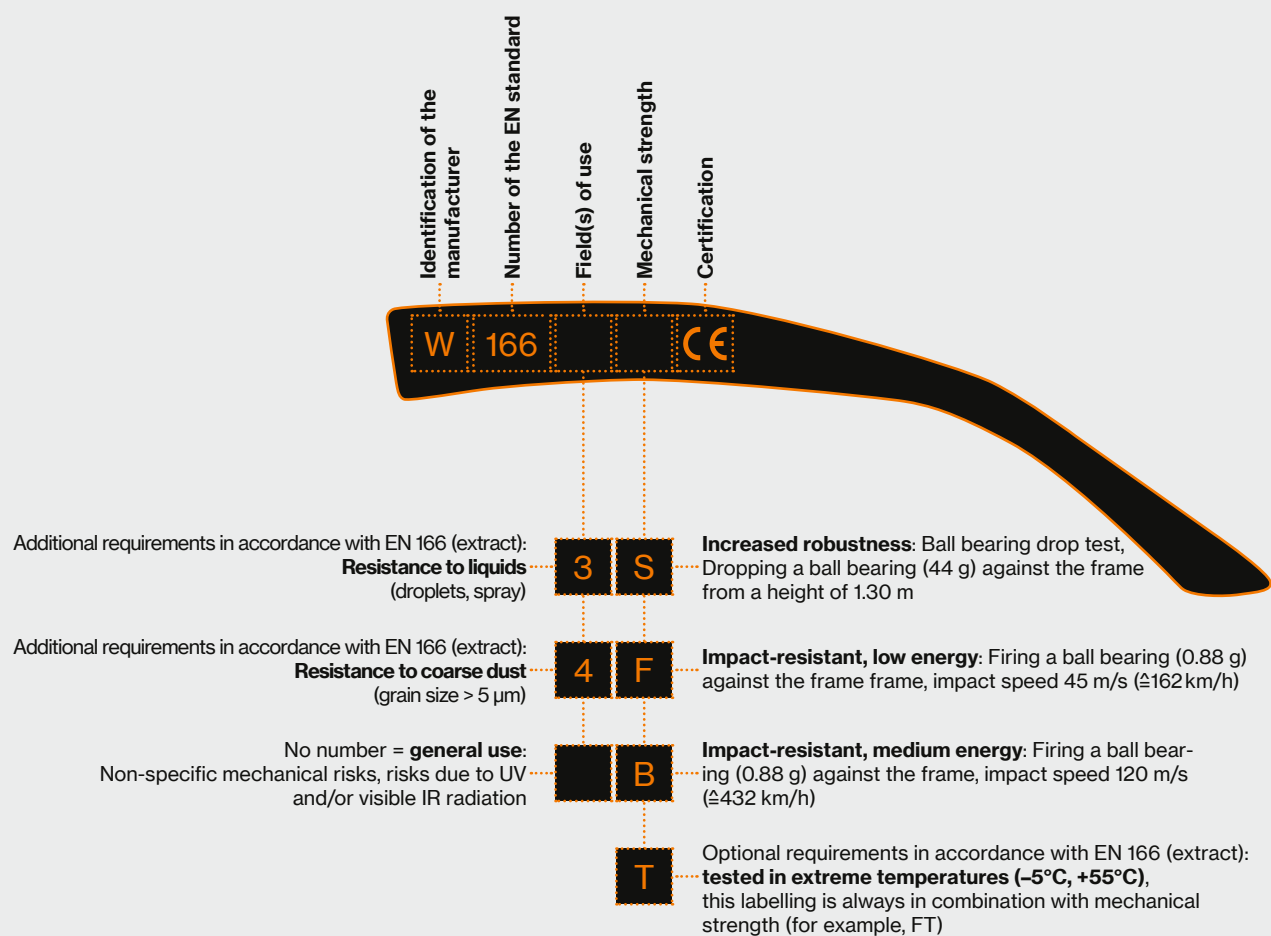 Identification of the
manufacturer
Number of the EN standard
Field(s) of use
Mechanical strength
Certification
W
166
CE
Additional requirements in accordance with EN 166 (extract):
Resistance to liquids
(droplets, spray)
3
S
Increased robustness: Ball bearing drop test,
Dropping a ball bearing (44 g) against the frame
from a height of 1.30 m
Additional requirements in accordance with EN 166 (extract):
Resistance to coarse dust
(grain size > 5 µm)
4
F
Impact-resistant, low energy: Firing a ball bearing (0.88 g)
against the frame frame, impact speed 45 m/s (≙162 km/h)
No number = general use:
Non-specific mechanical risks, risks due to UV
and/or visible IR radiation
B
Impact-resistant, medium energy: Firing a ball bear-
ing (0.88 g) against the frame, impact speed 120 m/s
(≙432 km/h)
T
Optional requirements in accordance with EN 166 (extract):
tested in extreme temperatures (–5°C, +55°C),
this labelling is always in combination with mechanical
strength (for example, FT)